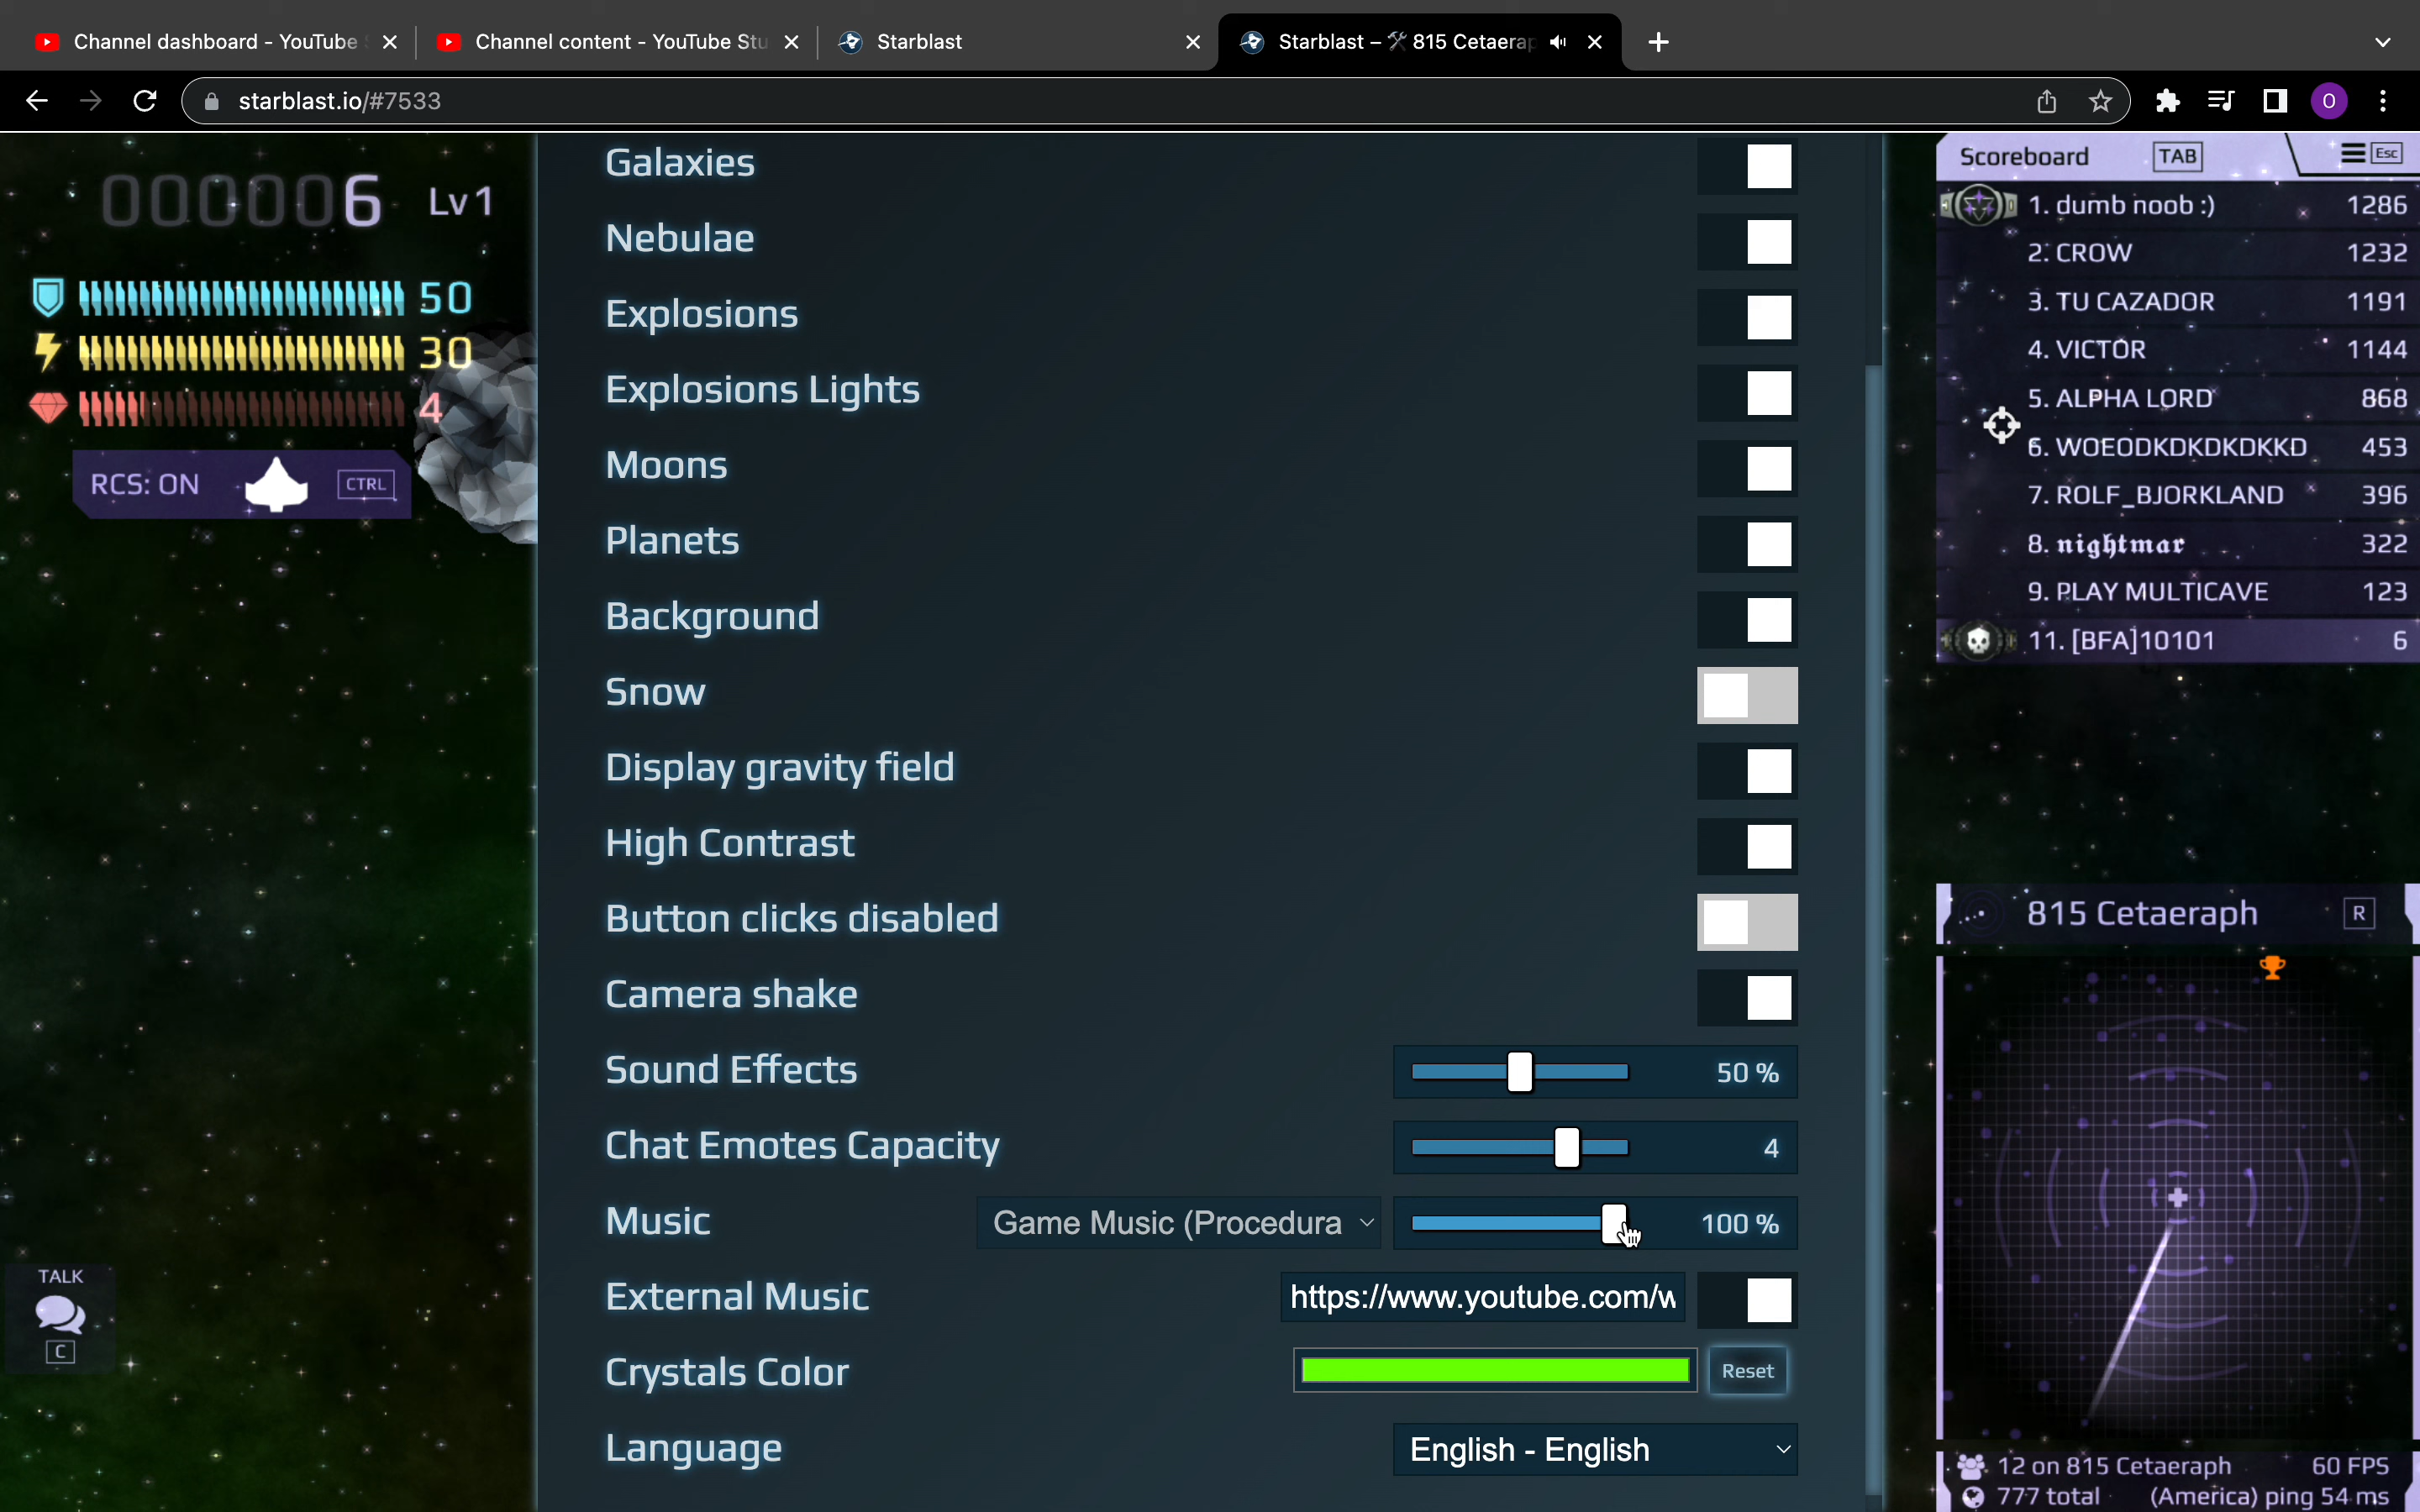 Channel dashboard - YouTube
Channel content - YouTube Stu
Starblast
Starblast – 🛠 815 Cetaerap
starblast.io/#7533
O
0000006 Lv 1
50
30
4
RCS: ON CTRL
TALK
C
Galaxies
Nebulae
Explosions
Explosions Lights
Moons
Planets
Background
Snow
Display gravity field
High Contrast
Button clicks disabled
Camera shake
Sound Effects 50 %
Chat Emotes Capacity 4
Music Game Music (Procedura 100 %
External Music https://www.youtube.com/w
Crystals Color Reset
Language English - English
Scoreboard TAB Esc
1. dumb noob :) 1286
2. CROW 1232
3. TU CAZADOR 1191
4. VICTOR 1144
5. ALPHA LORD 868
6. WOEODKDKDKDKKD 453
7. ROLF_BJORKLAND 396
8. 𝖓𝖎𝖌𝖍𝖙𝖒𝖆𝖗 322
9. PLAY MULTICAVE 123
11. [BFA]10101 6
815 Cetaeraph R
12 on 815 Cetaeraph 60 FPS
777 total (America) ping 54 ms